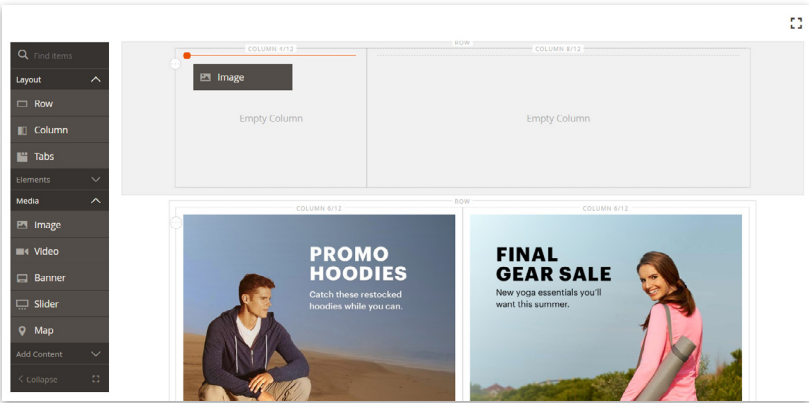 Find Items
Layout
Row
Column
Tabs
Elements
Media
Image
Video
Banner
Slider
Map
Add Content
Collapse
ROW
COLUMN 4/12
COLUMN 8/12
Image
Empty Column
Empty Column
ROW
COLUMN 6/12
COLUMN 6/12
PROMO
HOODIES
Catch these restocked
hoodies while you can.
FINAL
GEAR SALE
New yoga essentials you'll
want this summer.